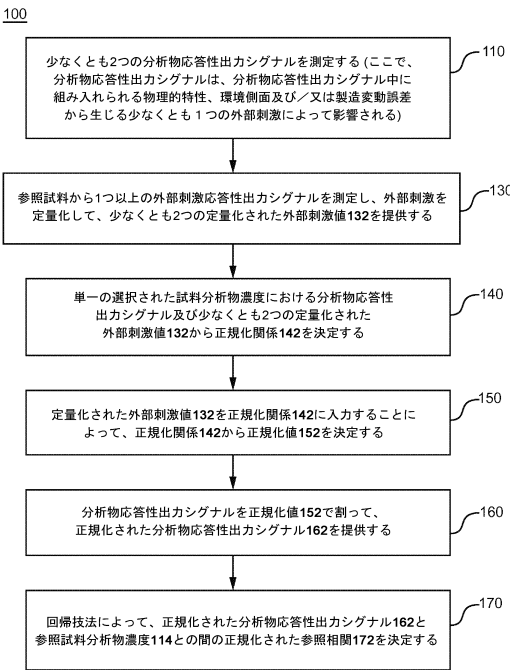 100
少なくとも2つの分析物応答性出力シグナルを測定する (ここで、
分析物応答性出力シグナルは、分析物応答性出力シグナル中に
組み入れられる物理的特性、環境側面及び／又は製造変動誤差
から生じる少なくとも１つの外部刺激によって影響される)
110
参照試料から1つ以上の外部刺激応答性出力シグナルを測定し、外部刺激を
定量化して、少なくとも2つの定量化された外部刺激値132を提供する
130
単一の選択された試料分析物濃度における分析物応答性
出力シグナル及び少なくとも2つの定量化された
外部刺激値132から正規化関係142を決定する
140
定量化された外部刺激値132を正規化関係142に入力することに
よって、正規化関係142から正規化値152を決定する
150
分析物応答性出力シグナルを正規化値152で割って、
正規化された分析物応答性出力シグナル162を提供する
160
回帰技法によって、正規化された分析物応答性出力シグナル162と
参照試料分析物濃度114との間の正規化された参照相関172を決定する
170